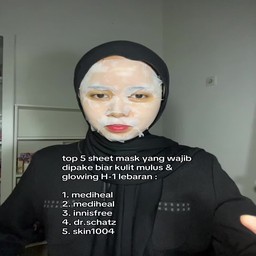 top 5 sheet mask yang wajib
dipake biar kulit mulus &
glowing H-1 lebaran :
1. mediheal
2. mediheal
3. innisfree
4. dr.schatz
5. skin1004